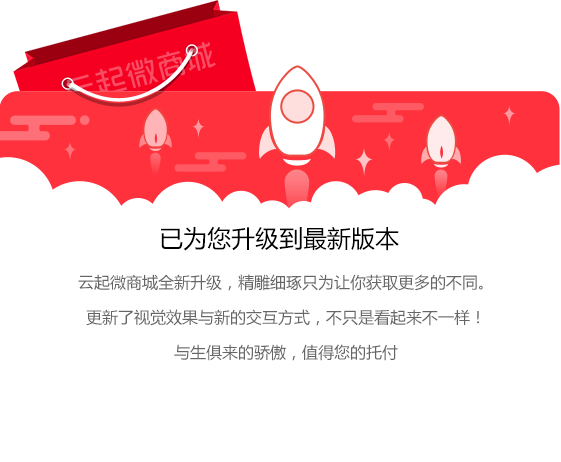 云起微商城
已为您升级到最新版本
云起微商城全新升级，精雕细琢只为让你获取更多的不同。
更新了视觉效果与新的交互方式，不只是看起来不一样！
与生俱来的骄傲，值得您的托付